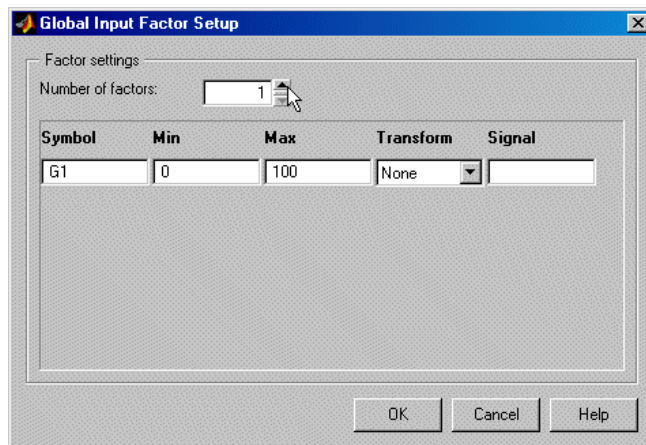 Global Input Factor Setup
Factor settings
Number of factors: 1
Symbol Min Max Transform Signal
G1 0 100 None
OK Cancel Help